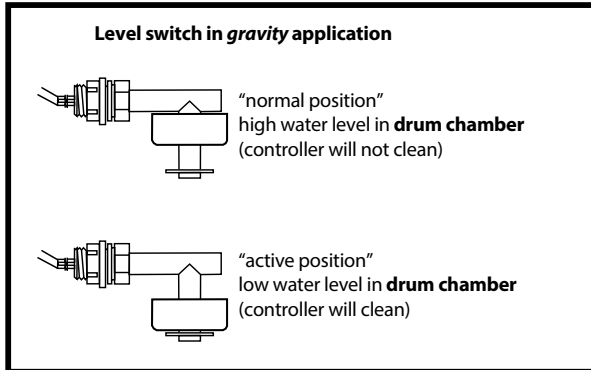 Level switch in gravity application
“normal position”
high water level in drum chamber
(controller will not clean)
“active position”
low water level in drum chamber
(controller will clean)